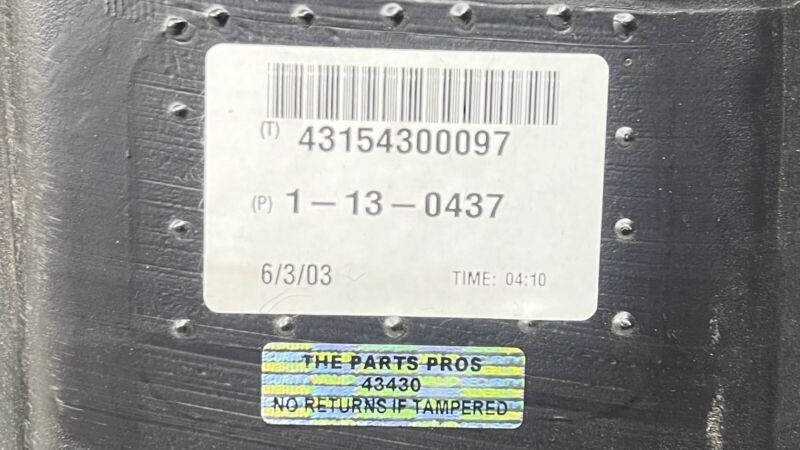 (T) 43154300097
(P) 1-13-0437
6/3/03 TIME: 04:10
THE PARTS PROS
43430
NO RETURNS IF TAMPERED